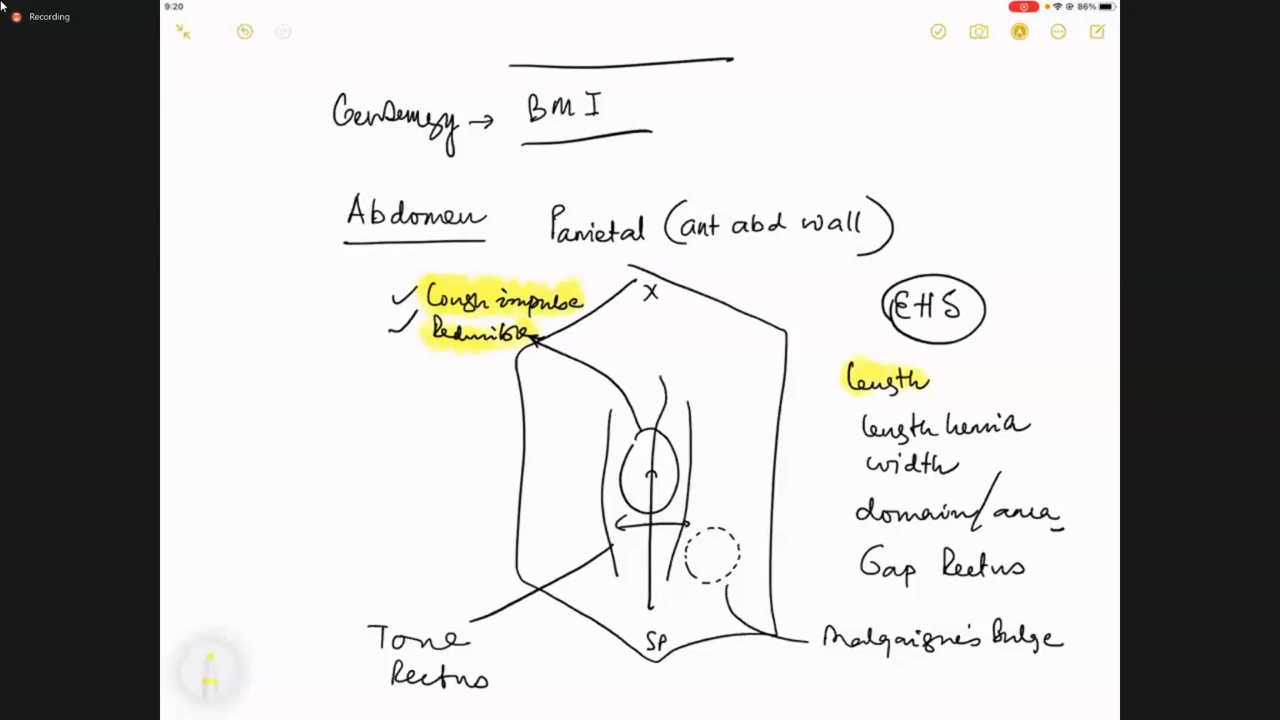 Recording
9:20
86%
BMI
Abdomen Parietal (ant abd wall)
Cough impulse
X
EHS
Reducible
length
length hernia
width
domain/area
Gap Rectus
Tone
SP
Malgaigne's Bulge
Rectus